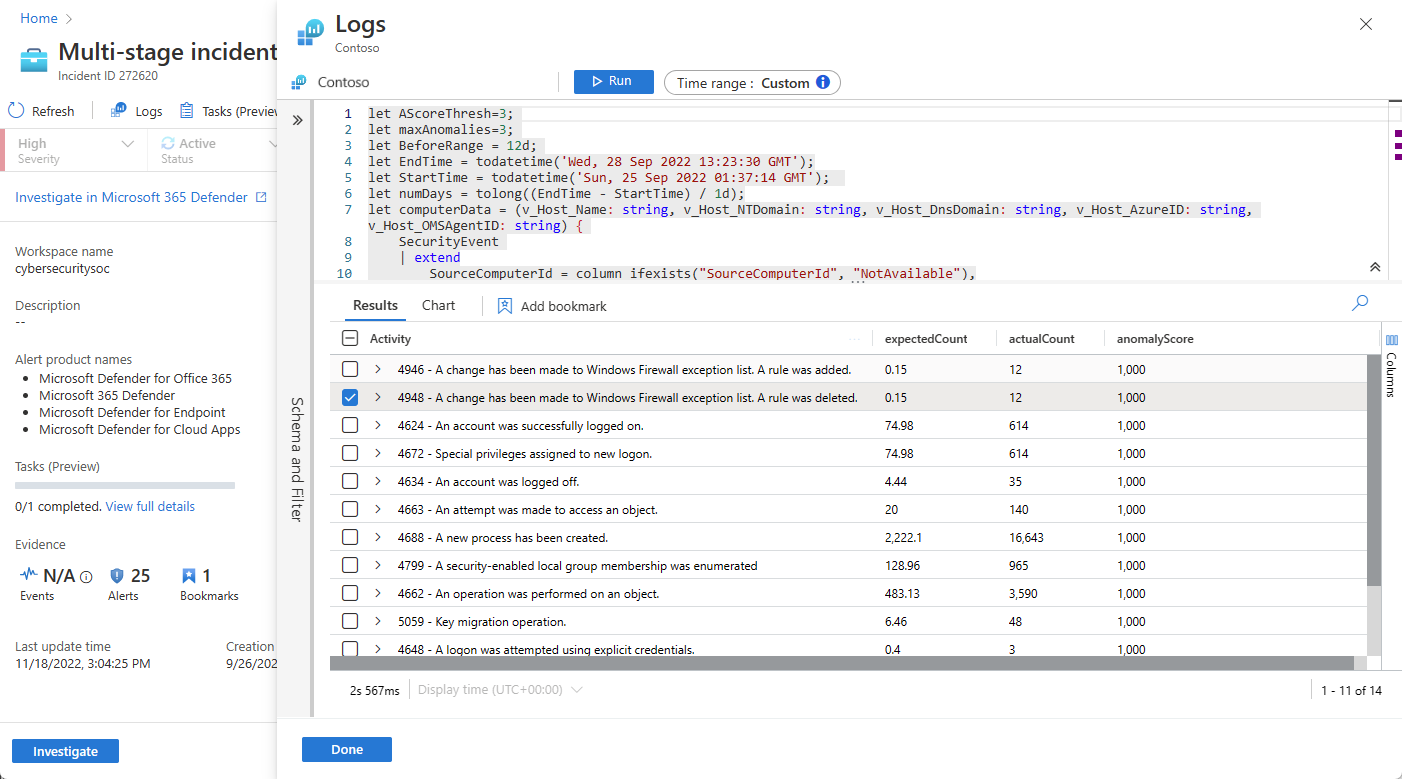 Home
Multi-stage incident
Incident ID 272620
Refresh
Logs
Tasks (Preview
High
Severity
Active
Status
Investigate in Microsoft 365 Defender
Workspace name
cybersecuritysoc
Description
--
Alert product names
Microsoft Defender for Office 365
Microsoft 365 Defender
Microsoft Defender for Endpoint
Microsoft Defender for Cloud Apps
Tasks (Preview)
0/1 completed. View full details
Evidence
N/A 25 1
Events Alerts Bookmarks
Last update time Creation
11/18/2022, 3:04:25 PM 9/26/202
Investigate
Logs
Contoso
Contoso
Run
Time range : Custom
1 let AScoreThresh=3;
2 let maxAnomalies=3;
3 let BeforeRange = 12d;
4 let EndTime = todatetime('Wed, 28 Sep 2022 13:23:30 GMT');
5 let StartTime = todatetime('Sun, 25 Sep 2022 01:37:14 GMT');
6 let numDays = tolong((EndTime - StartTime) / 1d);
7 let computerData = (v_Host_Name: string, v_Host_NTDomain: string, v_Host_DnsDomain: string, v_Host_AzureID: string,
v_Host_OMSAgentID: string) {
8 SecurityEvent
9 | extend
10 SourceComputerId = column ifexists("SourceComputerId", "NotAvailable"),
Schema and Filter
Results Chart Add bookmark
Activity expectedCount actualCount anomalyScore
4946 - A change has been made to Windows Firewall exception list. A rule was added. 0.15 12 1,000
4948 - A change has been made to Windows Firewall exception list. A rule was deleted. 0.15 12 1,000
4624 - An account was successfully logged on. 74.98 614 1,000
4672 - Special privileges assigned to new logon. 74.98 614 1,000
4634 - An account was logged off. 4.44 35 1,000
4663 - An attempt was made to access an object. 20 140 1,000
4688 - A new process has been created. 2,222.1 16,643 1,000
4799 - A security-enabled local group membership was enumerated 128.96 965 1,000
4662 - An operation was performed on an object. 483.13 3,590 1,000
5059 - Key migration operation. 6.46 48 1,000
4648 - A logon was attempted using explicit credentials. 0.4 3 1,000
Columns
2s 567ms Display time (UTC+00:00) 1 - 11 of 14
Done